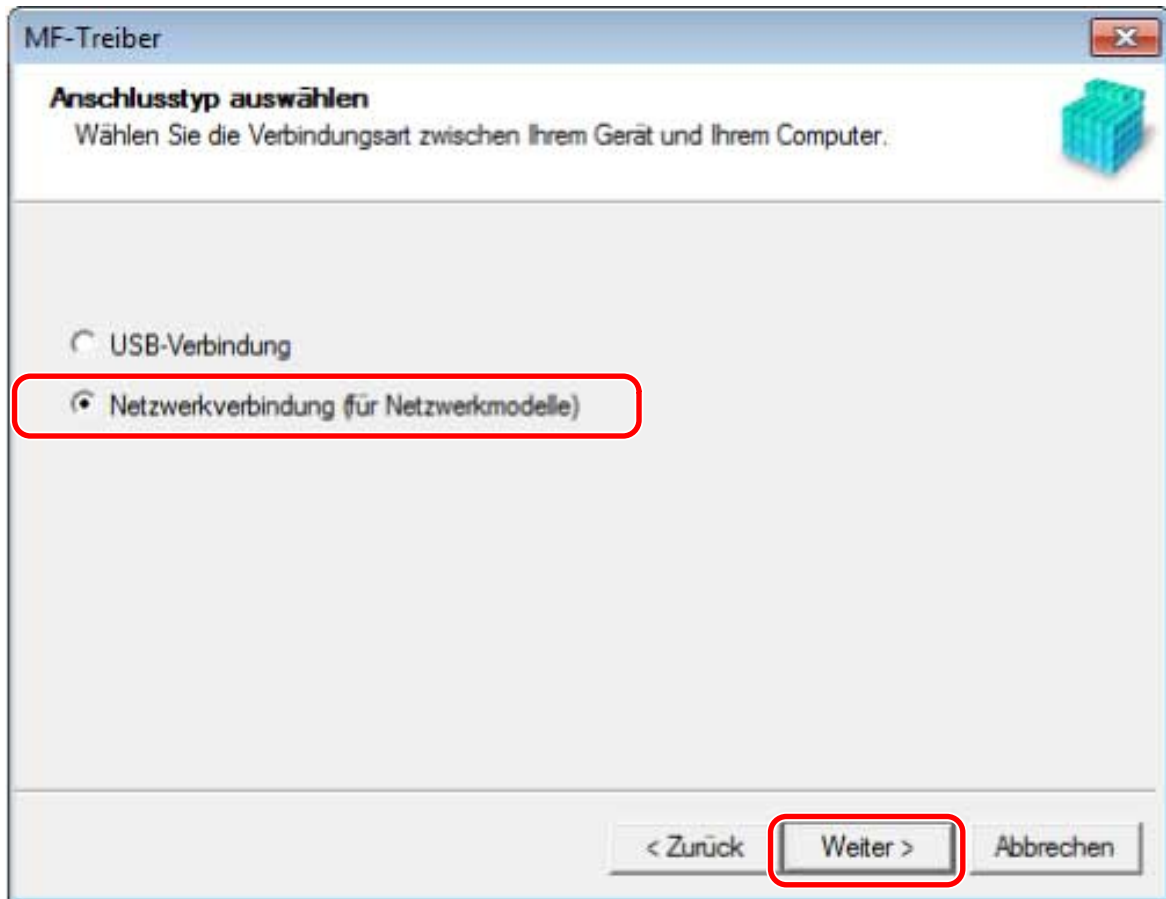 MF-Treiber
Anschlusstyp auswählen
Wählen Sie die Verbindungsart zwischen Ihrem Gerät und Ihrem Computer.
USB-Verbindung
Netzwerkverbindung (für Netzwerkmodelle)
< Zurück Weiter > Abbrechen